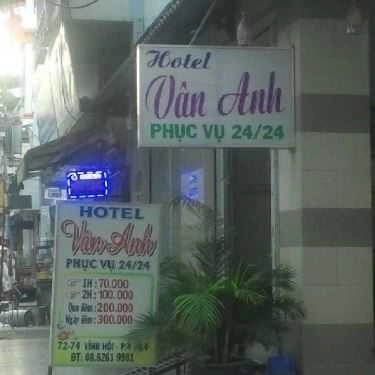 Hotel
Vân Anh
PHỤC VỤ 24/24
HOTEL
Vân Anh
PHỤC VỤ 24/24
1H : 70.000
2H : 100.000
Qua đêm : 200.000
Ngày đêm : 300.000
72-74 VĨNH HỘI - P.4 - Q.4
ĐT: 08.6261 9981